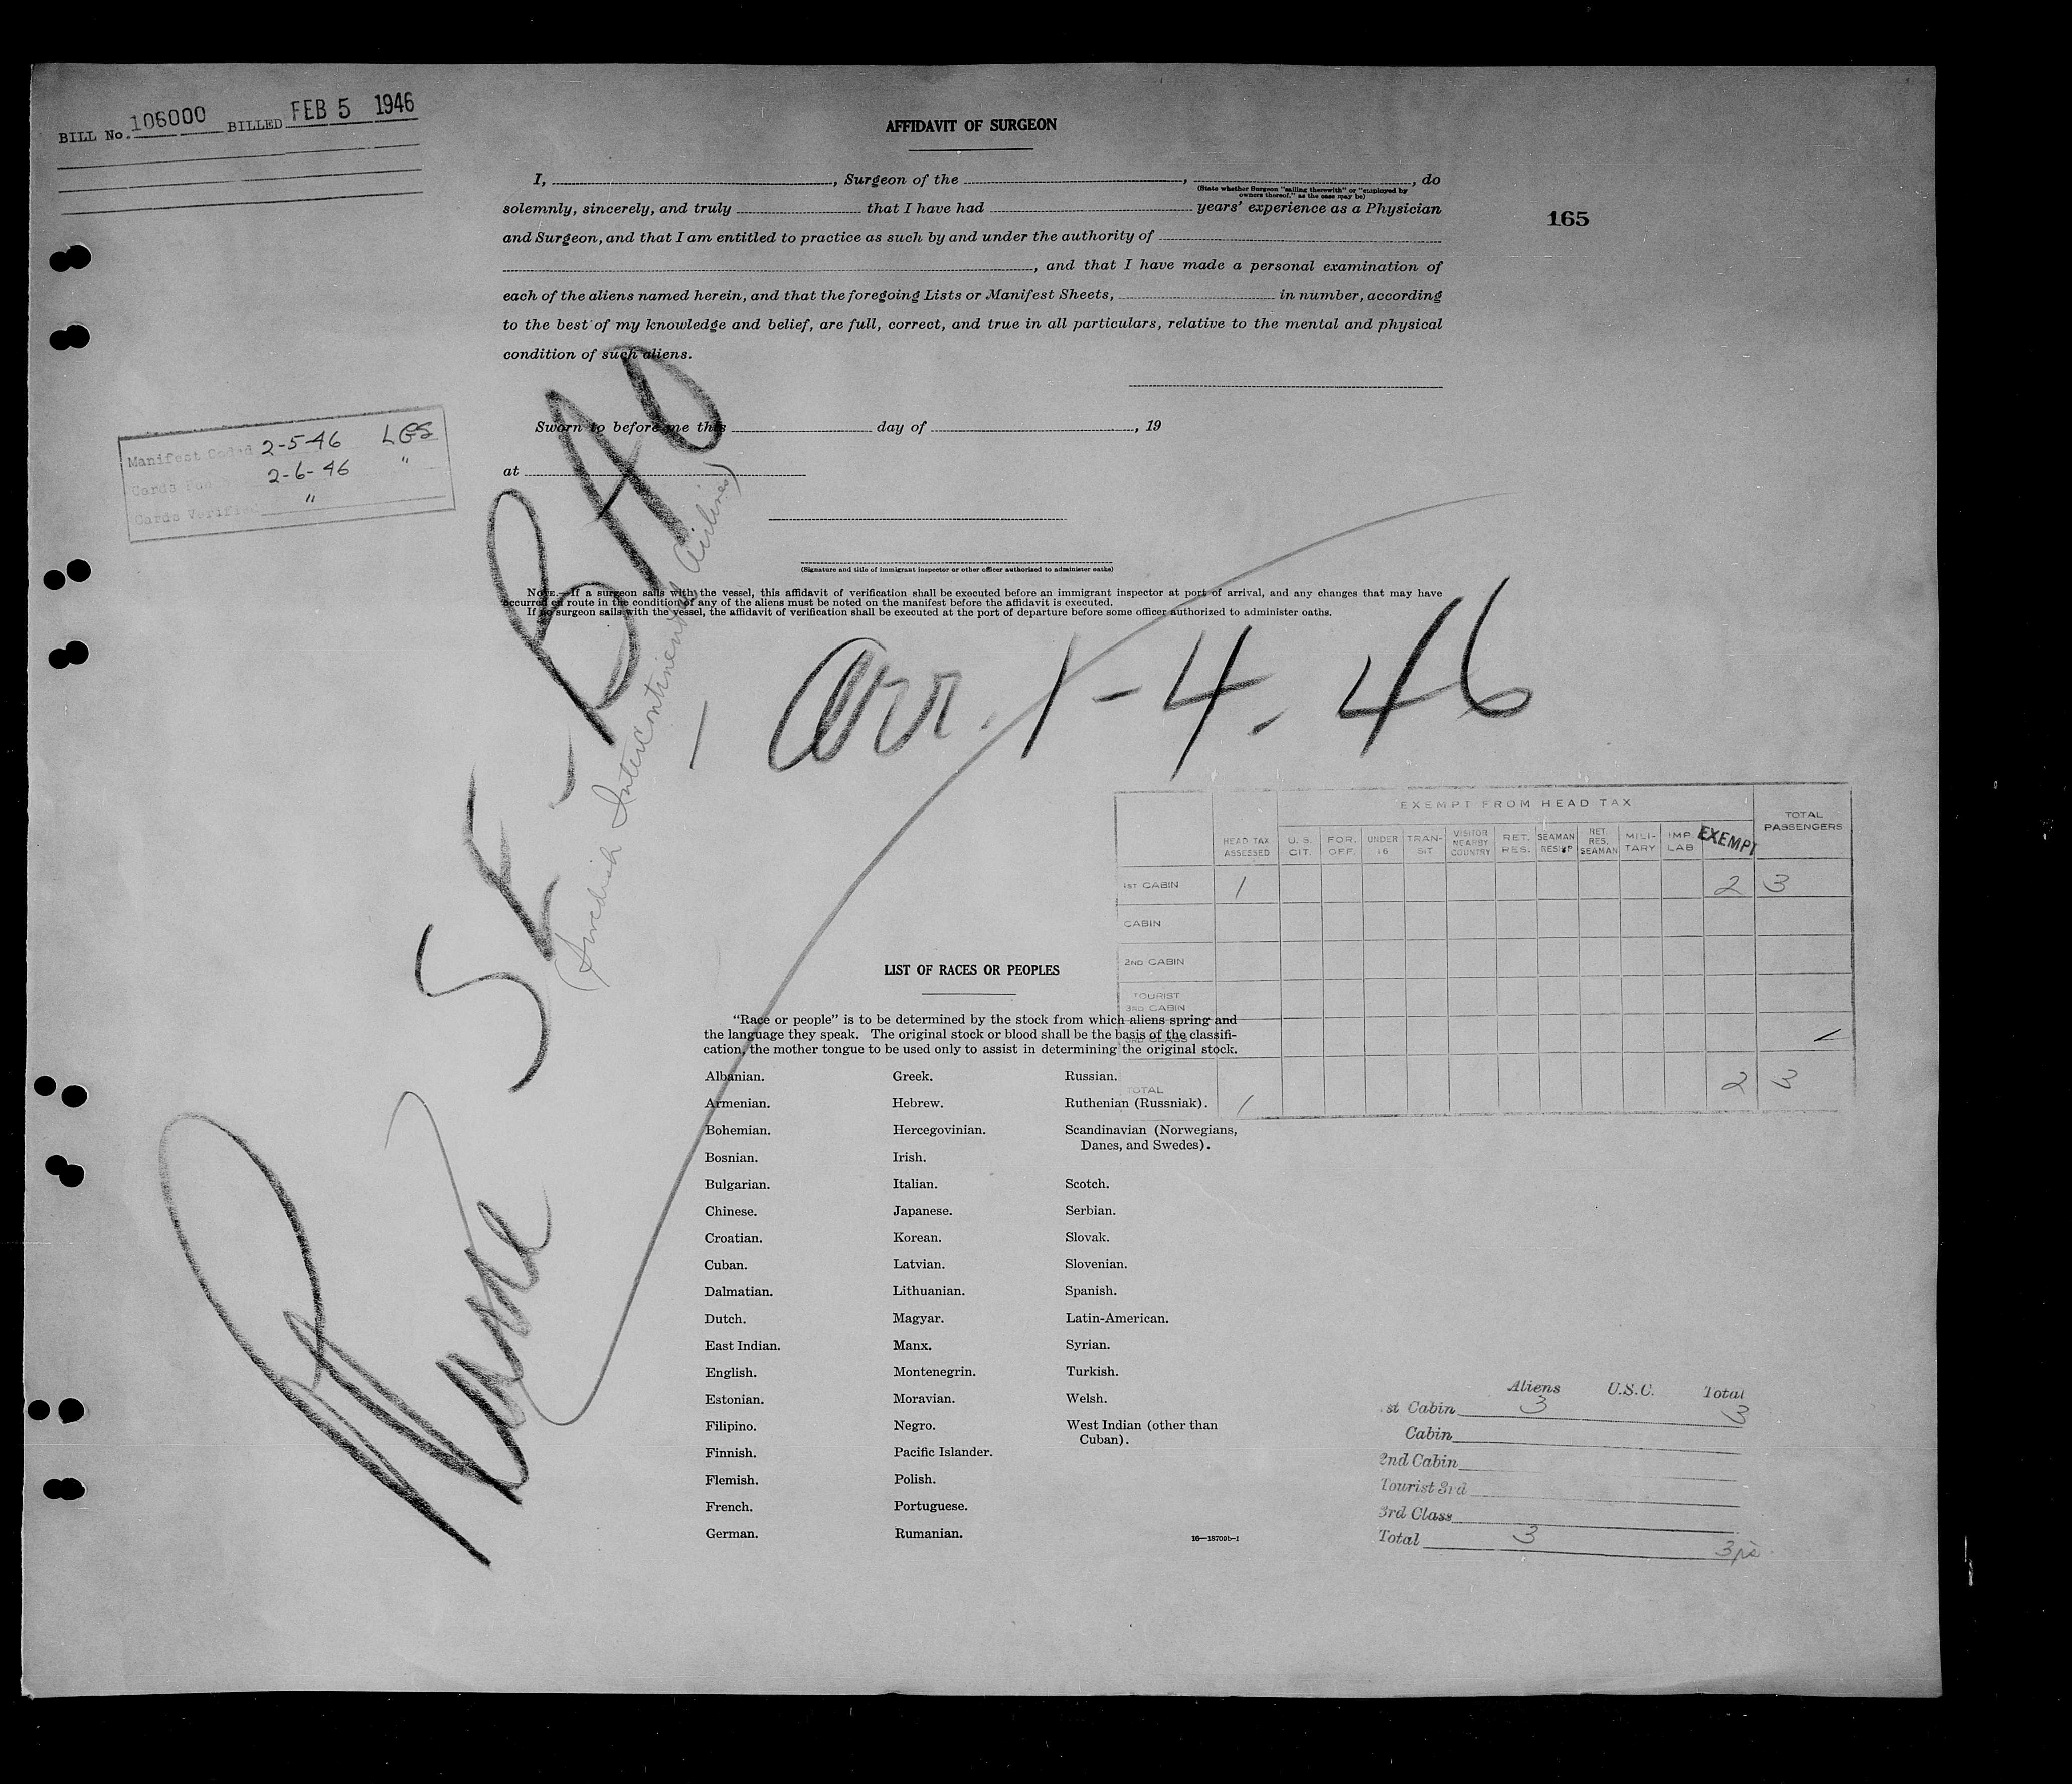 BILL No. 106000 BILLED FEB 5 1946
AFFIDAVIT OF SURGEON
I, , Surgeon of the , , do
(State whether Surgeon "sailing therewith" or "employed by
owners thereof," as the case may be)
solemnly, sincerely, and truly that I have had years' experience as a Physician
165
and Surgeon, and that I am entitled to practice as such by and under the authority of
, and that I have made a personal examination of
each of the aliens named herein, and that the foregoing Lists or Manifest Sheets, in number, according
to the best of my knowledge and belief, are full, correct, and true in all particulars, relative to the mental and physical
condition of such aliens.
Sworn to before me this day of , 19
at
Manifest Coded 2-5-46 LGS
Cards 2-6-46 "
Cards Verified "
(Signature and title of immigrant inspector or other officer authorized to administer oaths)
NOTE.—If a surgeon sails with the vessel, this affidavit of verification shall be executed before an immigrant inspector at port of arrival, and any changes that may have
occurred en route in the condition of any of the aliens must be noted on the manifest before the affidavit is executed.
If no surgeon sails with the vessel, the affidavit of verification shall be executed at the port of departure before some officer authorized to administer oaths.
Plane SE-BAO
(Swedish Intercontinental Airlines)
- arr. 1-4-46
EXEMPT FROM HEAD TAX
HEAD TAX ASSESSED U. S. CIT. FOR. OFF. UNDER 16 TRAN-SIT VISITOR NEARBY COUNTRY RET. RES. SEAMAN RET. RES. SEAMAN MILI-TARY IMP. LAB EXEMPT TOTAL PASSENGERS
1ST CABIN 1 2 3
CABIN
2ND CABIN
TOURIST
3RD CABIN
3RD CLASS
TOTAL 1 2 3
LIST OF RACES OR PEOPLES
"Race or people" is to be determined by the stock from which aliens spring and
the language they speak. The original stock or blood shall be the basis of the classifi-
cation, the mother tongue to be used only to assist in determining the original stock.
Albanian.
Armenian.
Bohemian.
Bosnian.
Bulgarian.
Chinese.
Croatian.
Cuban.
Dalmatian.
Dutch.
East Indian.
English.
Estonian.
Filipino.
Finnish.
Flemish.
French.
German.
Greek.
Hebrew.
Hercegovinian.
Irish.
Italian.
Japanese.
Korean.
Latvian.
Lithuanian.
Magyar.
Manx.
Montenegrin.
Moravian.
Negro.
Pacific Islander.
Polish.
Portuguese.
Rumanian.
Russian.
Ruthenian (Russniak).
Scandinavian (Norwegians,
Danes, and Swedes).
Scotch.
Serbian.
Slovak.
Slovenian.
Spanish.
Latin-American.
Syrian.
Turkish.
Welsh.
West Indian (other than
Cuban).
16—18709b-1
Aliens U.S.C. Total
st Cabin 3 3
Cabin
2nd Cabin
Tourist 3rd
3rd Class
Total 3 3